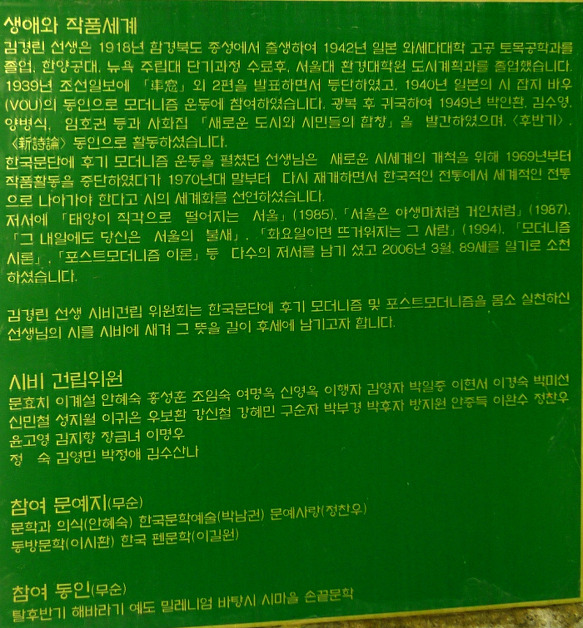 생애와 작품세계
김경린 선생은 1918년 함경북도 종성에서 출생하여 1942년 일본 와세다대학 고공 토목공학과를
졸업, 한양공대, 뉴욕 주립대 단기과정 수료후, 서울대 환경대학원 도시계획과를 졸업했습니다.
1939년 조선일보에 「車窓」외 2편을 발표하면서 등단하였고, 1940년 일본의 시 잡지 바우
(VOU)의 동인으로 모더니즘 운동에 참여하였습니다. 광복 후 귀국하여 1949년 박인환, 김수영,
양병식, 임호권 등과 사화집 「새로운 도시와 시민들의 합창」을 발간하였으며, 〈후반기〉,
〈新詩論〉동인으로 활동하셨습니다.
한국문단에 후기 모더니즘 운동을 펼쳤던 선생님은 새로운 시세계의 개척을 위해 1969년부터
작품활동을 중단하였다가 1970년대 말부터 다시 재개하면서 한국적인 전통에서 세계적인 전통
으로 나아가야 한다고 시의 세계화를 선언하셨습니다.
저서에 「태양이 직각으로 떨어지는 서울」(1985),「서울은 야생마처럼 거인처럼」(1987),
「그 내일에도 당신은 서울의 불새」,「화요일이면 뜨거워지는 그 사람」(1994),「모더니즘
시론」,「포스트모더니즘 이론」등 다수의 저서를 남기 셨고 2006년 3월, 89세를 일기로 소천
하셨습니다.
김경린 선생 시비건립 위원회는 한국문단에 후기 모더니즘 및 포스트모더니즘을 몸소 실천하신
선생님의 시를 시비에 새겨 그 뜻을 길이 후세에 남기고자 합니다.
시비 건립위원
문효치 이계설 안혜숙 홍성훈 조임숙 여명옥 신영옥 이행자 김영자 박일중 이현서 이경숙 박미선
신민철 성지월 이귀온 우보환 강신철 강혜민 구순자 박부경 박후자 방지원 안중득 이완수 정찬우
윤고영 김지향 장금녀 이명우
정 숙 김영민 박정애 김수산나
참여 문예지(무순)
문학과 의식(안혜숙) 한국문학예술(박남권) 문예사랑(정찬우)
동방문학(이시환) 한국 펜문학(이길원)
참여 동인(무순)
탈후반기 해바라기 예도 밀레니엄 바탕시 시마을 손끝문학